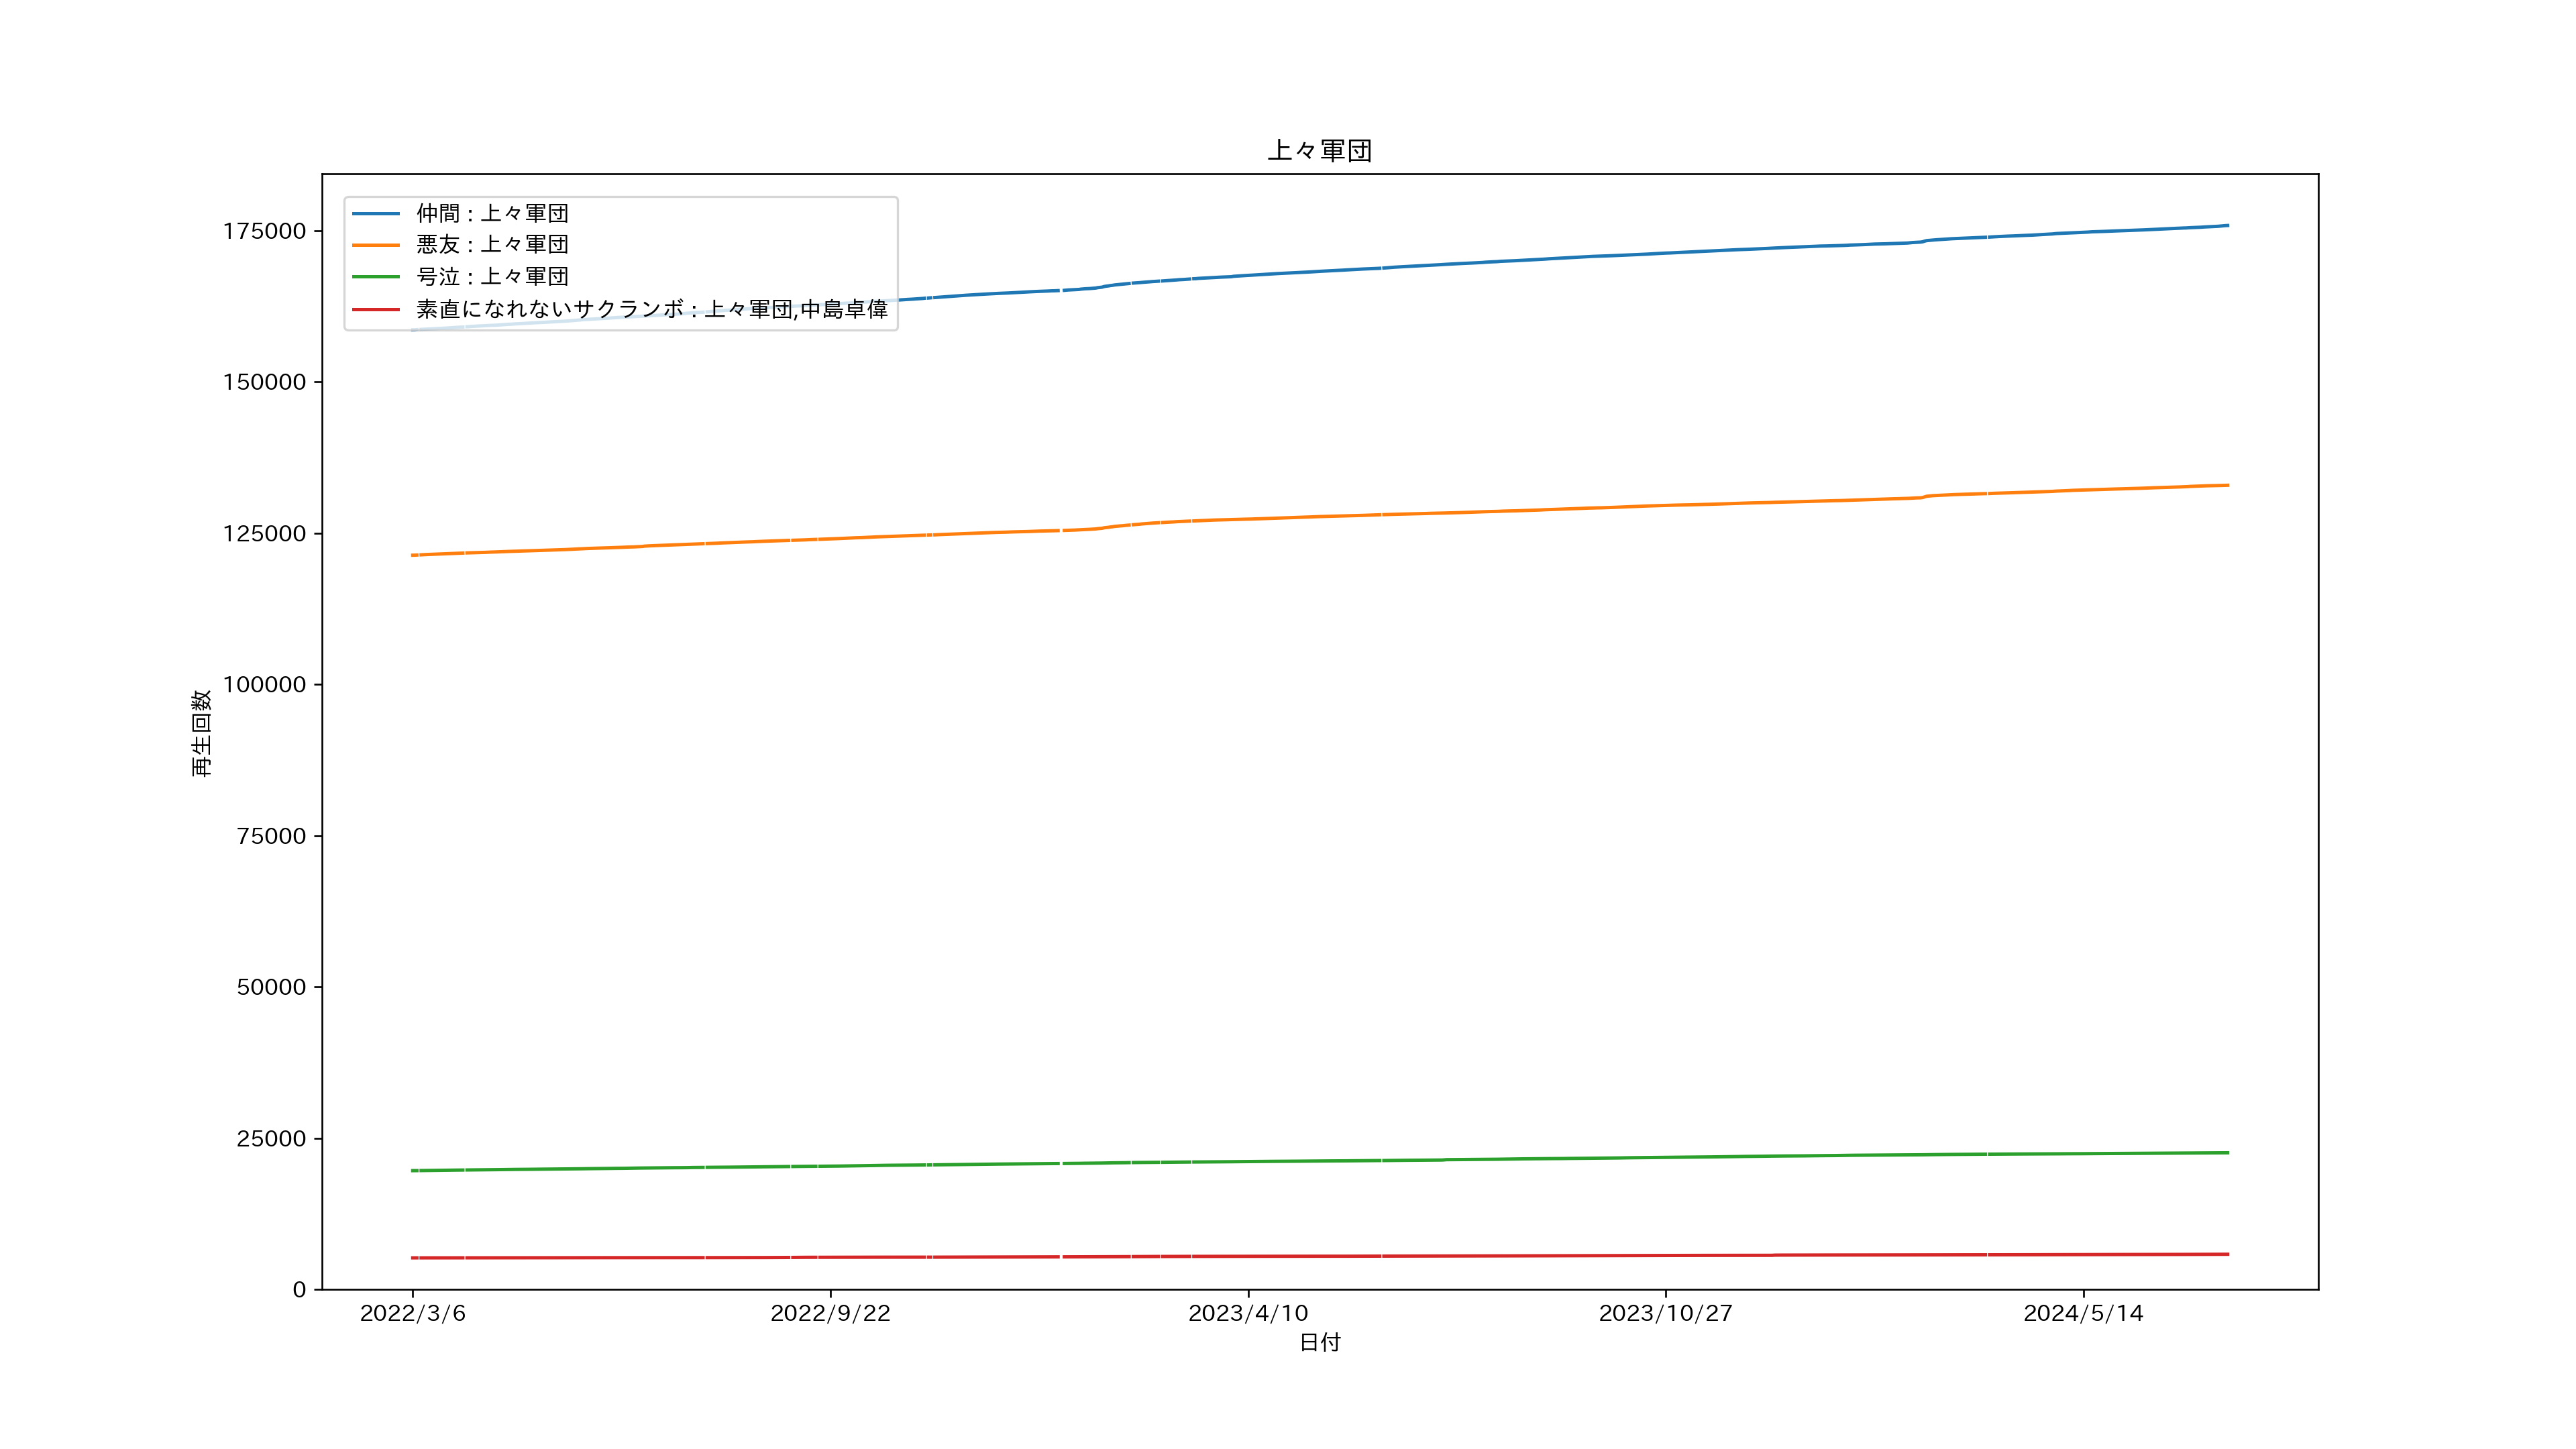 上々軍団
仲間 : 上々軍団
悪友 : 上々軍団
号泣 : 上々軍団
素直になれないサクランボ : 上々軍団,中島卓偉
175000
150000
125000
100000
75000
50000
25000
0
再生回数
2022/3/6
2022/9/22
2023/4/10
2023/10/27
2024/5/14
日付